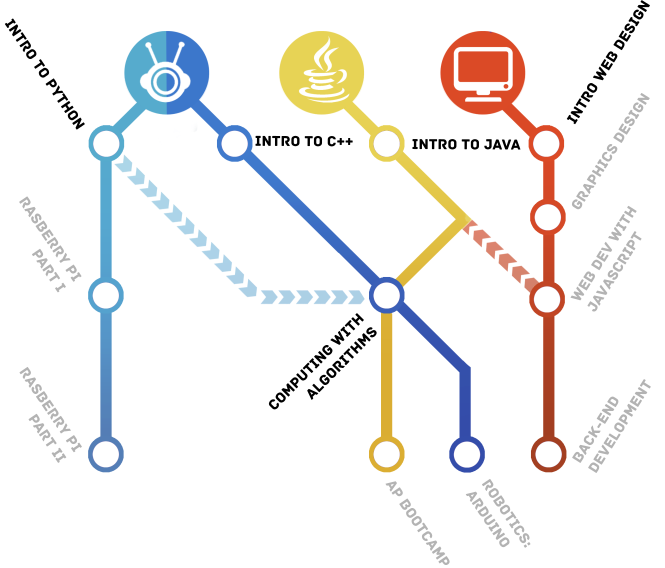 INTRO TO PYTHON
INTRO TO C++
INTRO TO JAVA
INTRO WEB DESIGN
GRAPHICS DESIGN
RASBERRY PI
PART I
WEB DEV WITH
JAVASCRIPT
COMPUTING WITH
ALGORITHMS
RASBERRY PI
PART II
BACK-END
DEVELOPMENT
AP BOOTCAMP
ROBOTICS:
ARDUINO